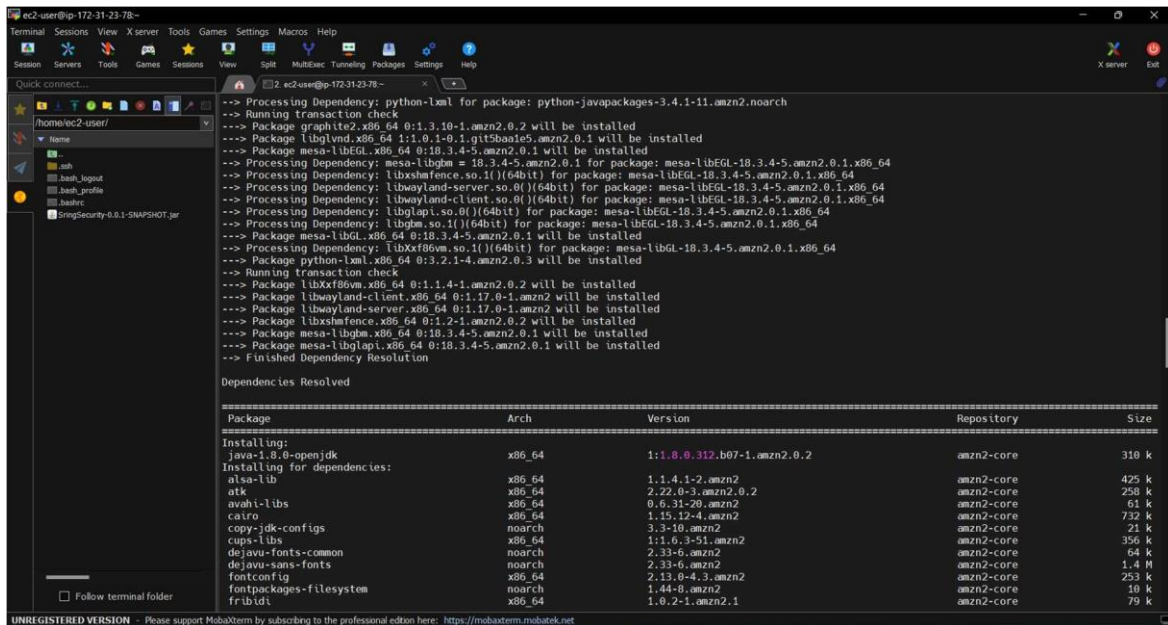 ec2-user@ip-172-31-23-78:~
Terminal Sessions View X server Tools Games Settings Macros Help
Session Servers Tools Games Sessions View Split MultiExec Tunneling Packages Settings Help X server Exit
Quick connect...
2. ec2-user@ip-172-31-23-78:~
/home/ec2-user/
Name
..
.ssh
.bash_logout
.bash_profile
.bashrc
SringSecurity-0.0.1-SNAPSHOT.jar
Follow terminal folder
--> Processing Dependency: python-lxml for package: python-javapackages-3.4.1-11.amzn2.noarch
--> Running transaction check
---> Package graphite2.x86_64 0:1.3.10-1.amzn2.0.2 will be installed
---> Package libglvnd.x86_64 1:1.0.1-0.1.git5baa1e5.amzn2.0.1 will be installed
---> Package mesa-libEGL.x86_64 0:18.3.4-5.amzn2.0.1 will be installed
--> Processing Dependency: mesa-libgbm = 18.3.4-5.amzn2.0.1 for package: mesa-libEGL-18.3.4-5.amzn2.0.1.x86_64
--> Processing Dependency: libxshmfence.so.1()(64bit) for package: mesa-libEGL-18.3.4-5.amzn2.0.1.x86_64
--> Processing Dependency: libwayland-server.so.0()(64bit) for package: mesa-libEGL-18.3.4-5.amzn2.0.1.x86_64
--> Processing Dependency: libwayland-client.so.0()(64bit) for package: mesa-libEGL-18.3.4-5.amzn2.0.1.x86_64
--> Processing Dependency: libglapi.so.0()(64bit) for package: mesa-libEGL-18.3.4-5.amzn2.0.1.x86_64
--> Processing Dependency: libgbm.so.1()(64bit) for package: mesa-libEGL-18.3.4-5.amzn2.0.1.x86_64
---> Package mesa-libGL.x86_64 0:18.3.4-5.amzn2.0.1 will be installed
--> Processing Dependency: libXxf86vm.so.1()(64bit) for package: mesa-libGL-18.3.4-5.amzn2.0.1.x86_64
---> Package python-lxml.x86_64 0:3.2.1-4.amzn2.0.3 will be installed
--> Running transaction check
---> Package libXxf86vm.x86_64 0:1.1.4-1.amzn2.0.2 will be installed
---> Package libwayland-client.x86_64 0:1.17.0-1.amzn2 will be installed
---> Package libwayland-server.x86_64 0:1.17.0-1.amzn2 will be installed
---> Package libxshmfence.x86_64 0:1.2-1.amzn2.0.2 will be installed
---> Package mesa-libgbm.x86_64 0:18.3.4-5.amzn2.0.1 will be installed
---> Package mesa-libglapi.x86_64 0:18.3.4-5.amzn2.0.1 will be installed
--> Finished Dependency Resolution
Dependencies Resolved
Package Arch Version Repository Size
Installing:
java-1.8.0-openjdk x86_64 1:1.8.0.312.b07-1.amzn2.0.2 amzn2-core 310 k
Installing for dependencies:
alsa-lib x86_64 1.1.4.1-2.amzn2 amzn2-core 425 k
atk x86_64 2.22.0-3.amzn2.0.2 amzn2-core 258 k
avahi-libs x86_64 0.6.31-20.amzn2 amzn2-core 61 k
cairo x86_64 1.15.12-4.amzn2 amzn2-core 732 k
copy-jdk-configs noarch 3.3-10.amzn2 amzn2-core 21 k
cups-libs x86_64 1:1.6.3-51.amzn2 amzn2-core 356 k
dejavu-fonts-common noarch 2.33-6.amzn2 amzn2-core 64 k
dejavu-sans-fonts noarch 2.33-6.amzn2 amzn2-core 1.4 M
fontconfig x86_64 2.13.0-4.3.amzn2 amzn2-core 253 k
fontpackages-filesystem noarch 1.44-8.amzn2 amzn2-core 10 k
fribidi x86_64 1.0.2-1.amzn2.1 amzn2-core 79 k
UNREGISTERED VERSION - Please support MobaXterm by subscribing to the professional edition here: https://mobaxterm.mobatek.net